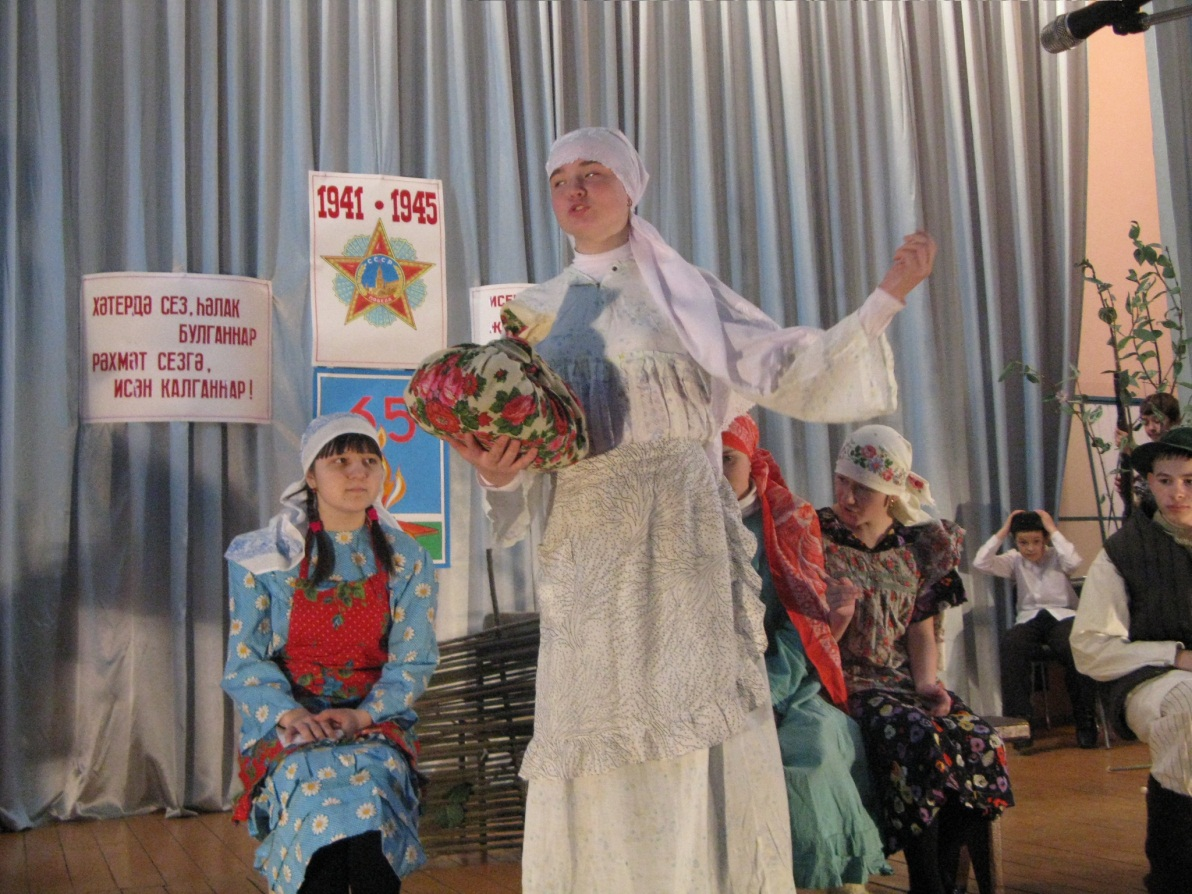 1941 • 1945
СССР
ХӘТЕРДӘ СЕЗ, ҺӘЛАК
БУЛГАННАР
РӘХМӘТ СЕЗГӘ,
ИСӘН КАЛГАННАР!
65